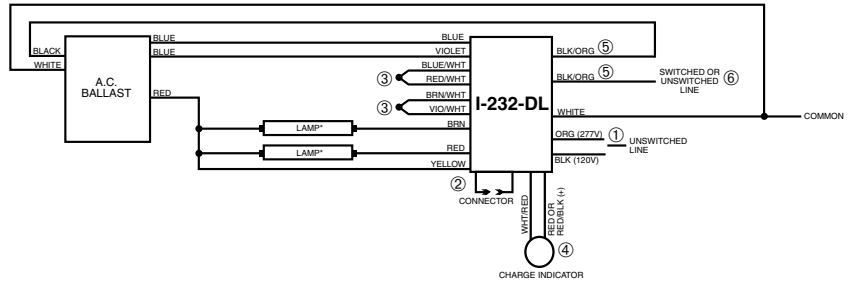 BLACK
WHITE
A.C.
BALLAST
BLUE
BLUE
RED
BLUE
VIOLET
BLUE/WHT
③
RED/WHT
BRN/WHT
③
VIO/WHT
BRN
LAMP*
RED
LAMP*
YELLOW
I-232-DL
BLK/ORG ⑤
BLK/ORG ⑤
SWITCHED OR
UNSWITCHED ⑥
LINE
WHITE
COMMON
ORG (277V) ①
UNSWITCHED
LINE
BLK (120V)
②
CONNECTOR
WHT/RED
RED OR
RED/BLK (+)
④
CHARGE INDICATOR